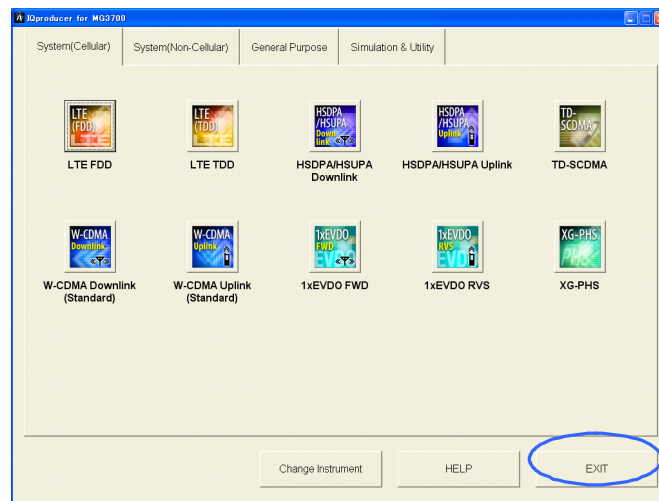 IQproducer for MG3700
System(Cellular) System(Non-Cellular) General Purpose Simulation & Utility
LTE (FDD)
LTE (TDD)
HSDPA /HSUPA Down link
HSDPA /HSUPA Uplink
TD-SCDMA
LTE FDD
LTE TDD
HSDPA/HSUPA Downlink
HSDPA/HSUPA Uplink
TD-SCDMA
W-CDMA Downlink
W-CDMA Uplink
1xEVDO FWD
1xEVDO RVS
XG-PHS
W-CDMA Downlink (Standard)
W-CDMA Uplink (Standard)
1xEVDO FWD
1xEVDO RVS
XG-PHS
Change Instrument
HELP
EXIT